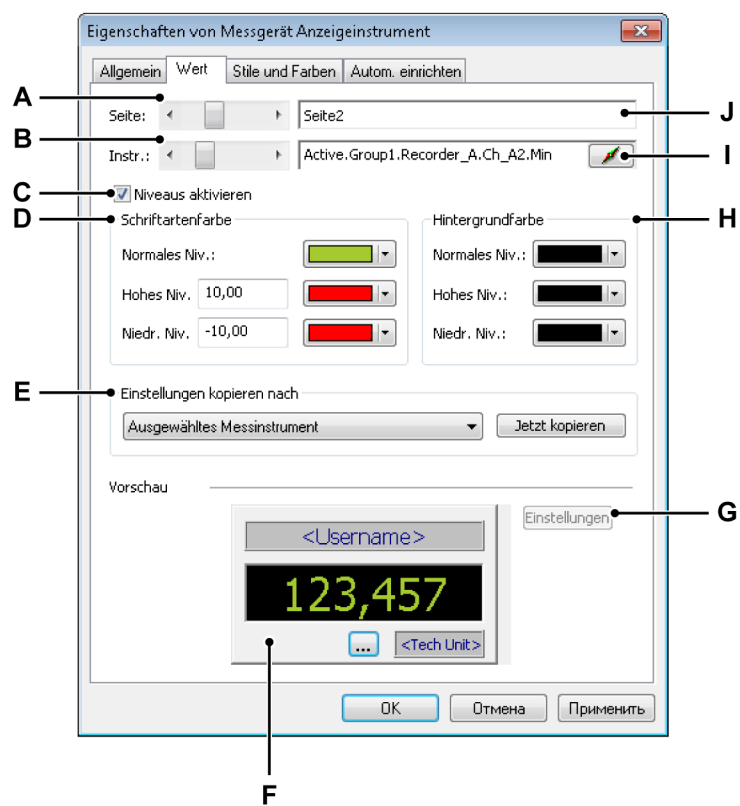 Eigenschaften von Messgerät Anzeigeinstrument
Allgemein Wert Stile und Farben Autom. einrichten
A
Seite: Seite2 J
B
Instr.: Active.Group1.Recorder_A.Ch_A2.Min I
C Niveaus aktivieren
D Schriftartenfarbe Hintergrundfarbe H
Normales Niv.: Normales Niv.:
Hohes Niv. 10,00 Hohes Niv.:
Niedr. Niv. -10,00 Niedr. Niv.:
E Einstellungen kopieren nach
Ausgewähltes Messinstrument Jetzt kopieren
Vorschau
Einstellungen G
<Username>
123,457
... <Tech Unit>
OK Отмена Применить
F